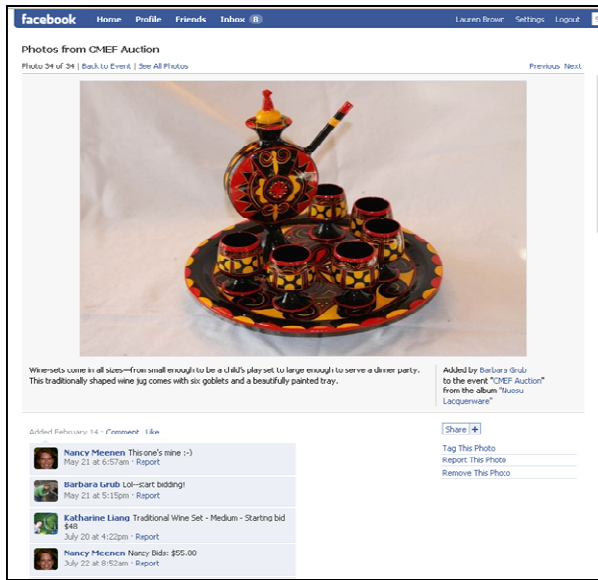 facebook Home Profile Friends Inbox 8 Lauren Brown Settings Logout
Photos from CMEF Auction
Photo 34 of 34 | Back to Event | See All Photos Previous Next
Wine-sets come in all sizes—from small enough to be a child's play set to large enough to serve a dinner party.
This traditionally shaped wine jug comes with six goblets and a beautifully painted tray.
Added by Barbara Grub
to the event "CMEF Auction"
from the album "Nuosu
Lacquerware"
Added February 14 · Comment · Like
Share +
Tag This Photo
Report This Photo
Remove This Photo
Nancy Meenen This one's mine :-)
May 21 at 6:57am · Report
Barbara Grub Lol--start bidding!
May 21 at 5:15pm · Report
Katharine Liang Traditional Wine Set - Medium - Starting bid
$48
July 20 at 4:22pm · Report
Nancy Meenen Nancy Bids: $55.00
July 22 at 8:52am · Report